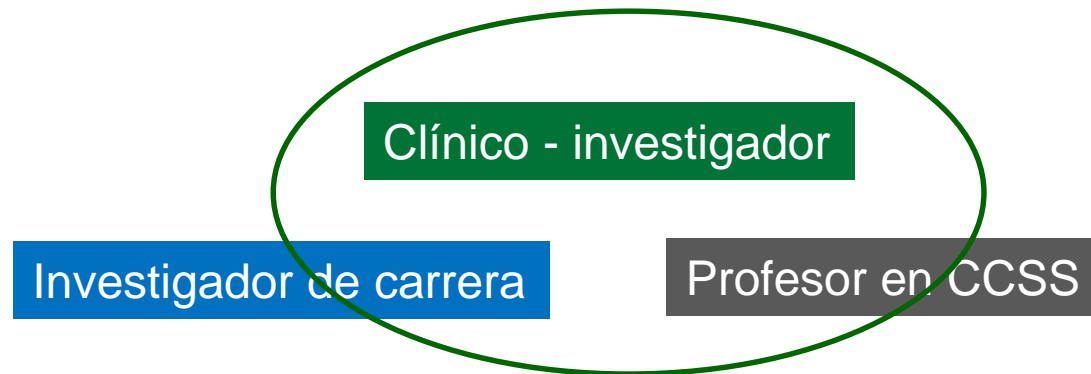 Clínico - investigador
Investigador de carrera
Profesor en CCSS